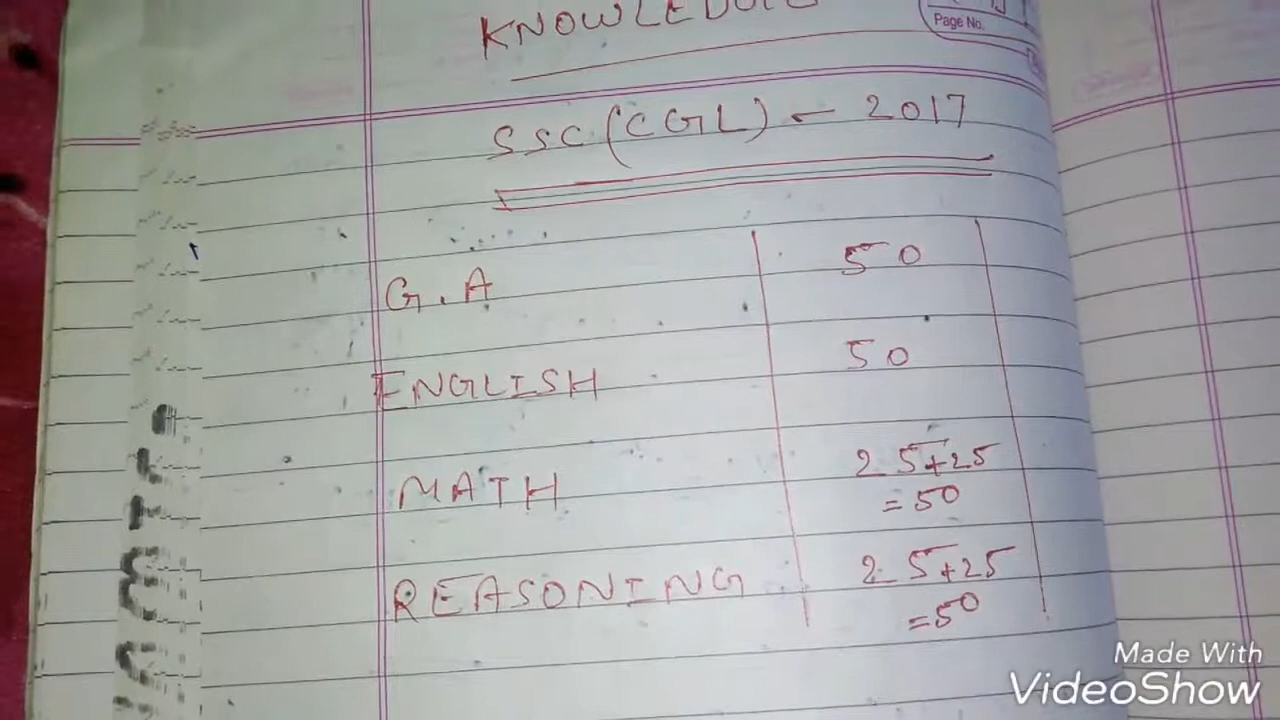 KNOWLEDGE
Page No.
SSC (CGL) - 2017
G.A 50
ENGLISH 50
MATH 25+25
=50
REASONING 25+25
=50
Made With
VideoShow